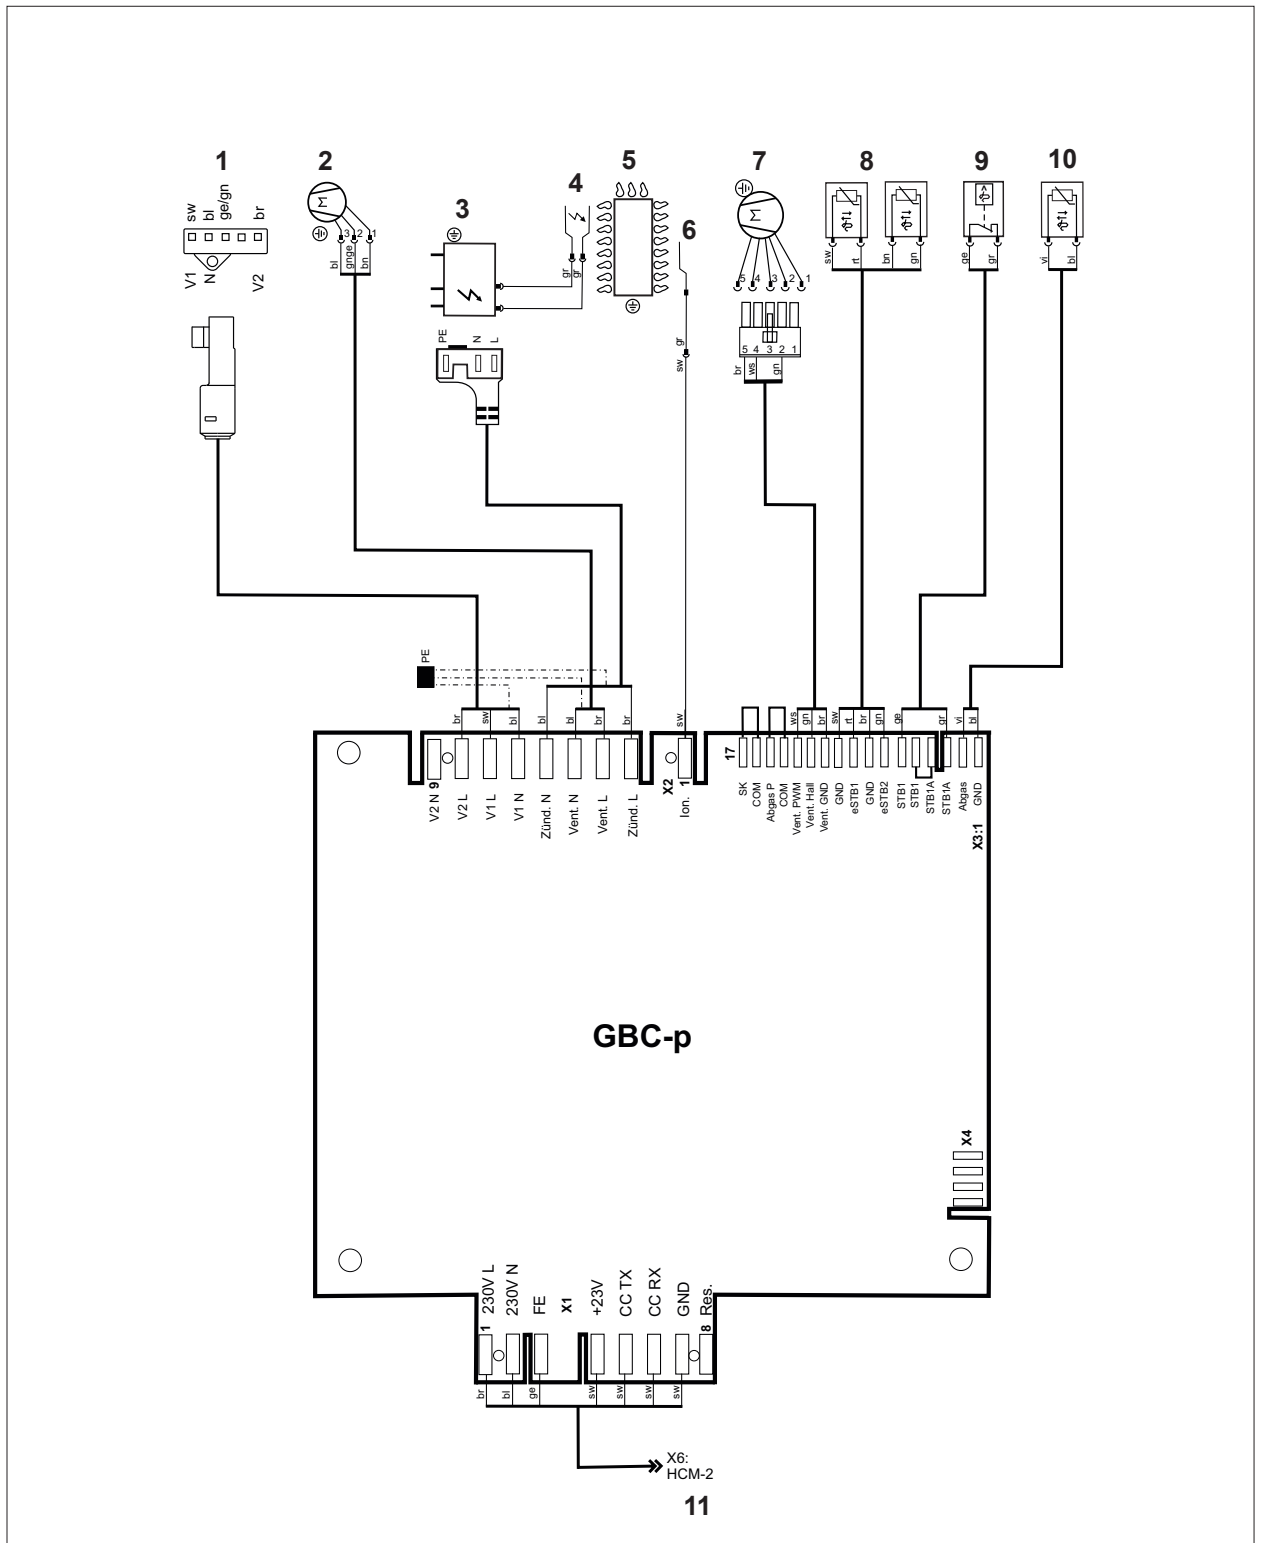 1
2
3
4
5
6
7
8
9
10
sw
bl
ge/gn
br
V1
N
V2
3
2
1
bl
gnge
bn
PE
N
L
gr
gr
gr
sw
5
4
3
2
1
5 4 3 2 1
br
ws
gn
sw
rt
bn
gn
ge
gr
vi
bl
PE
br
sw
bl
bl
bl
br
br
sw
ws
gn
br
sw
rt
br
gn
ge
gr
vi
bl
V2 N 9
V2 L
V1 L
V1 N
Zünd. N
Vent. N
Vent. L
Zünd. L
X2
Ion. 1
17
SK
COM
Abgas P
COM
Vent. PWM
Vent. Hall
Vent. GND
GND
eSTB1
GND
eSTB2
STB1
STB1
STB1A
STB1A
Abgas
GND
X3:1
GBC-p
X4
1 230V L
230V N
FE
X1
+23V
CC TX
CC RX
GND
8 Res.
br
bl
ge
sw
sw
sw
sw
X6:
HCM-2
11